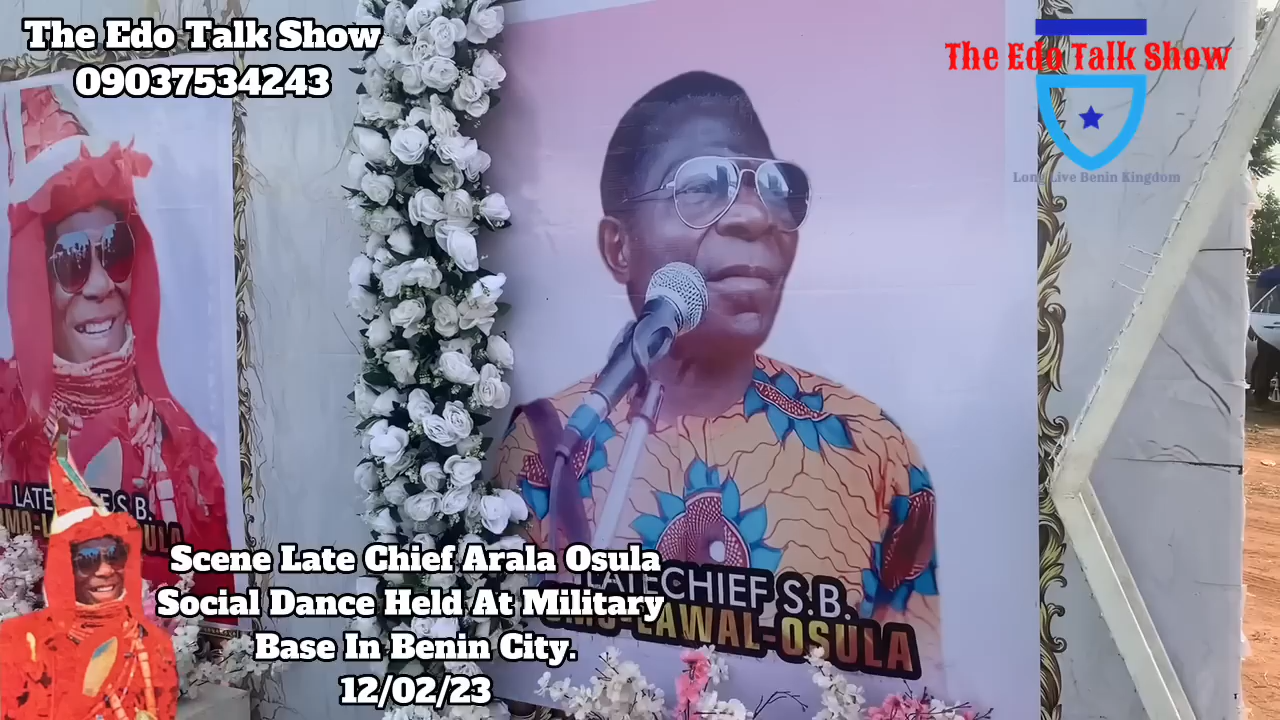 The Edo Talk Show
09037534243
The Edo Talk Show
Long Live Benin Kingdom
LATE CHIEF S.B.
LATE CHIEF S.B.
OMO-LAWAL-OSULA
Scene Late Chief Arala Osula
Social Dance Held At Military
Base In Benin City.
12/02/23